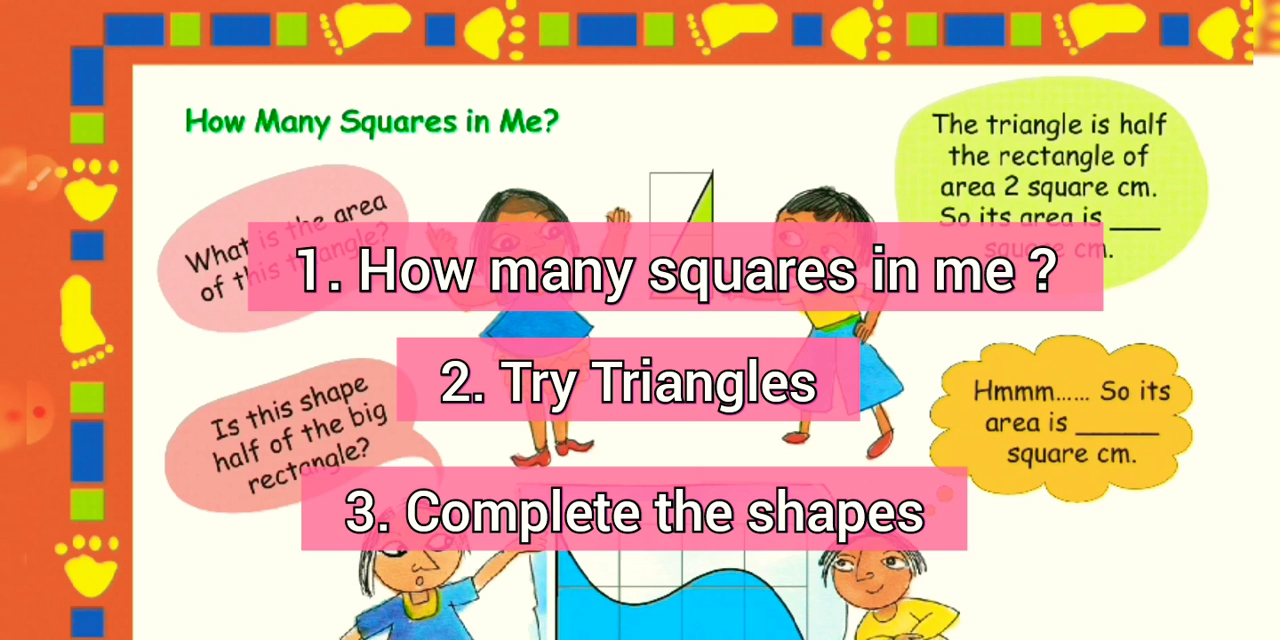 How Many Squares in Me?
The triangle is half
the rectangle of
area 2 square cm.
So its area is ____
square cm.
What is the area
of this triangle?
1. How many squares in me ?
2. Try Triangles
Is this shape
half of the big
rectangle?
Hmmm...... So its
area is ______
square cm.
3. Complete the shapes